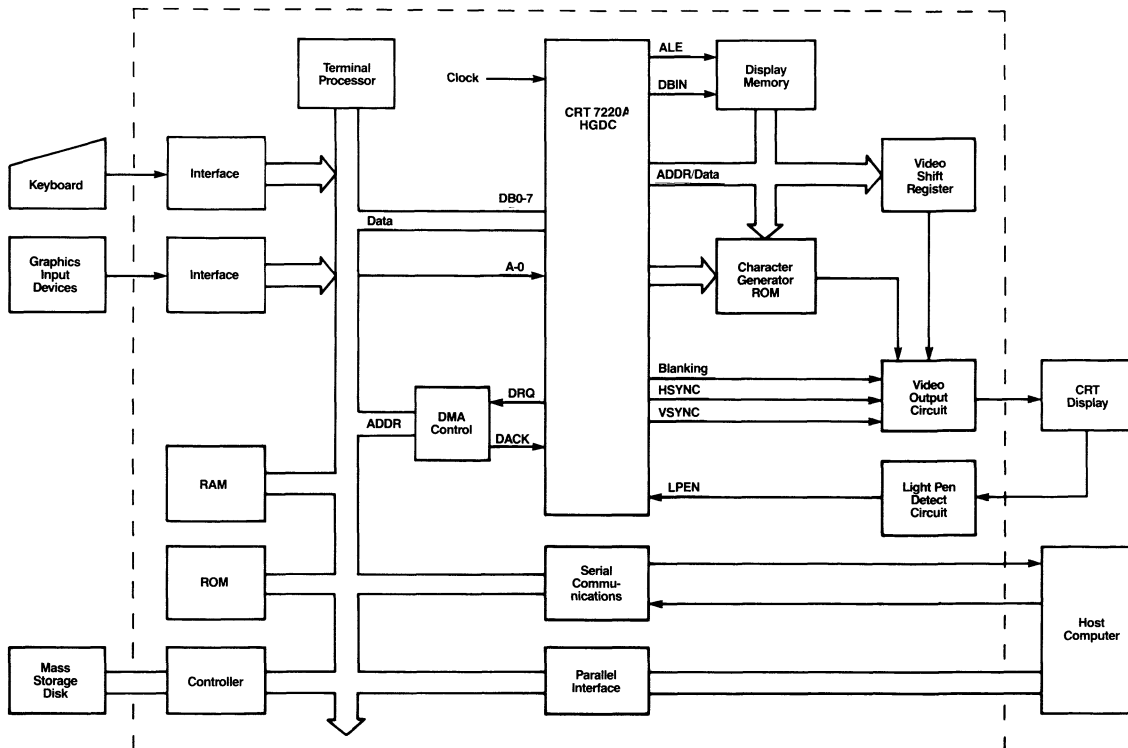 Terminal
Processor
Clock
CRT 7220A
HGDC
ALE
DBIN
Display
Memory
Keyboard
Interface
DB0-7
Data
ADDR/Data
Video
Shift
Register
Graphics
Input
Devices
Interface
A-0
Character
Generator
ROM
Blanking
HSYNC
VSYNC
Video
Output
Circuit
CRT
Display
ADDR
DMA
Control
DRQ
DACK
RAM
LPEN
Light Pen
Detect
Circuit
ROM
Serial
Commu-
nications
Host
Computer
Mass
Storage
Disk
Controller
Parallel
Interface